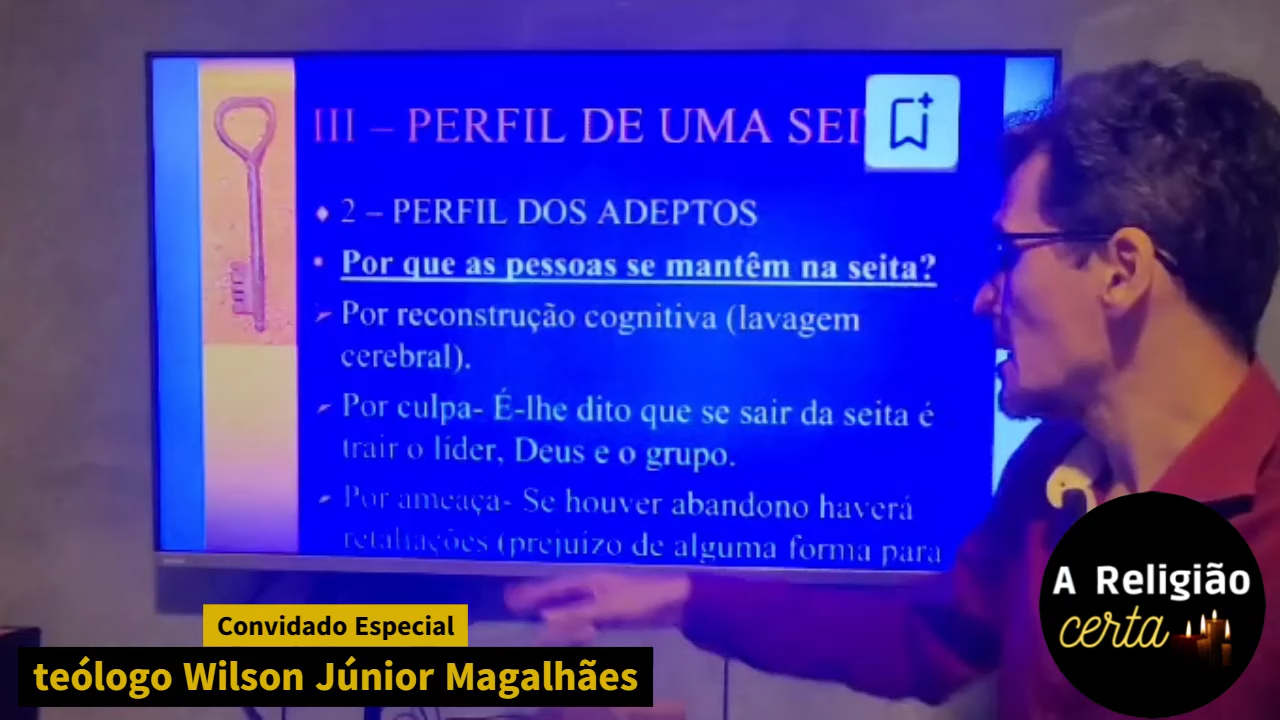 III – PERFIL DE UMA SEI
2 – PERFIL DOS ADEPTOS
Por que as pessoas se mantêm na seita?
Por reconstrução cognitiva (lavagem
cerebral).
Por culpa- É-lhe dito que se sair da seita é
trair o líder, Deus e o grupo.
Por ameaça- Se houver abandono haverá
retaliações (prejuízo de alguma forma para
Convidado Especial
teólogo Wilson Júnior Magalhães
A Religião
certa